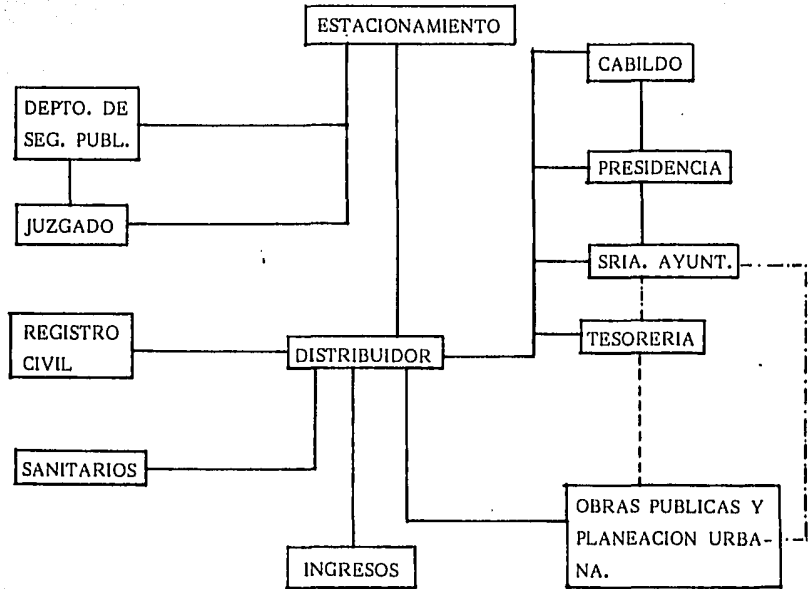 ESTACIONAMIENTO
CABILDO
DEPTO. DE
SEG. PUBL.
PRESIDENCIA
JUZGADO
SRIA. AYUNT.
REGISTRO
CIVIL
DISTRIBUIDOR
TESORERIA
SANITARIOS
OBRAS PUBLICAS Y
PLANEACION URBA-
NA.
INGRESOS